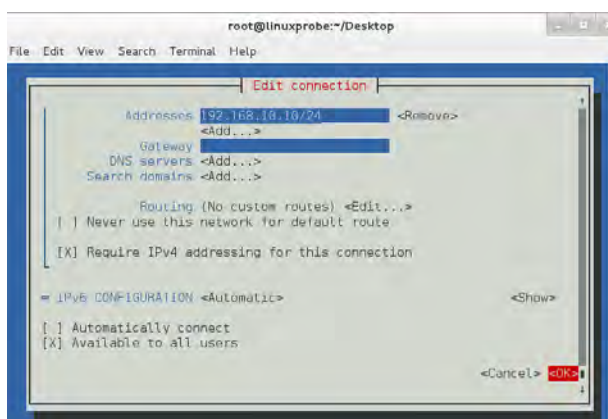 root@linuxprobe:~/Desktop
File Edit View Search Terminal Help
Edit connection
Addresses 192.168.10.10/24 <Remove>
<Add...>
Gateway
DNS servers <Add...>
Search domains <Add...>
Routing (No custom routes) <Edit...>
[ ] Never use this network for default route
[X] Require IPv4 addressing for this connection
= IPv6 CONFIGURATION <Automatic> <Show>
[ ] Automatically connect
[X] Available to all users
<Cancel> <OK>